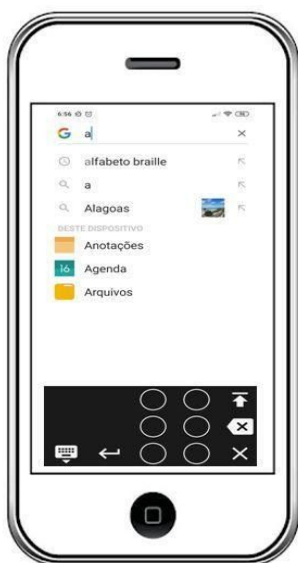 6:56
G a
alfabeto braille
a
Alagoas
DESTE DISPOSITIVO
Anotações
16 Agenda
Arquivos